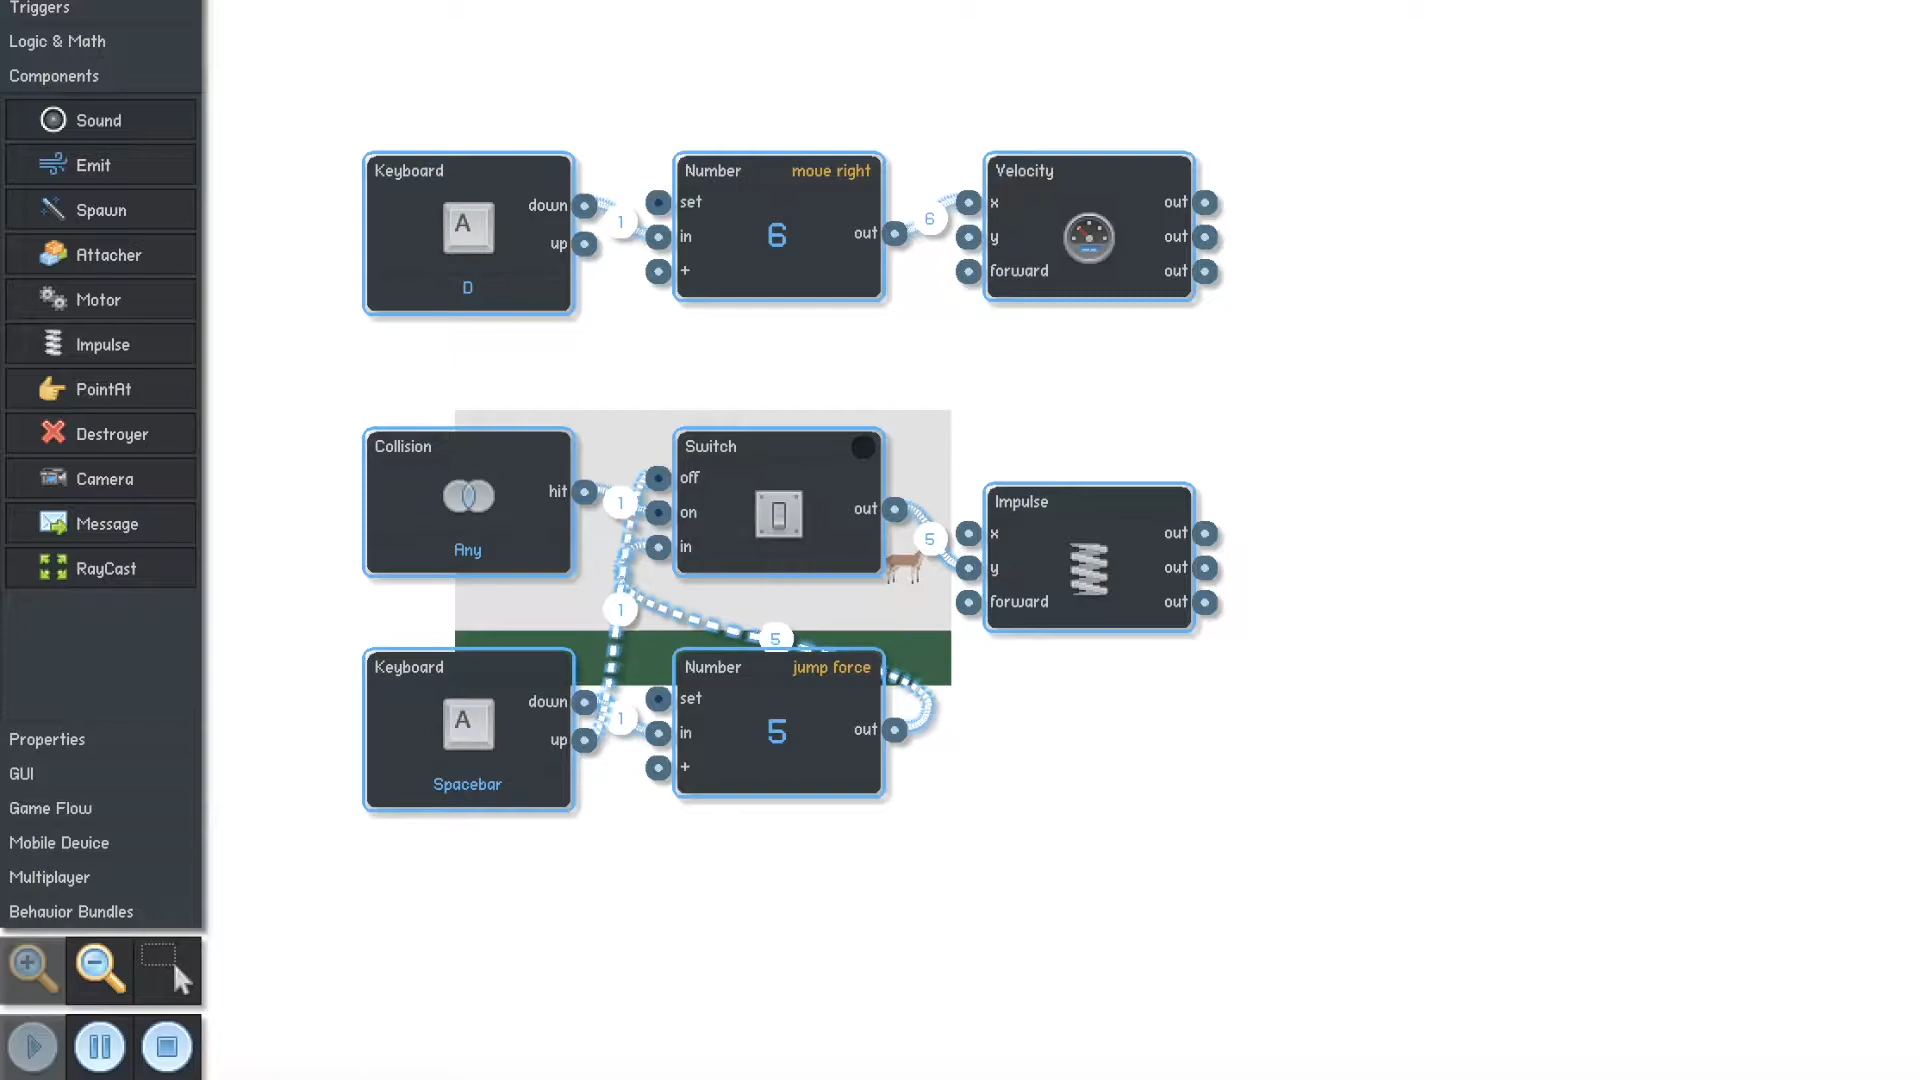 Triggers
Logic & Math
Components
Sound
Emit
Spawn
Attacher
Motor
Impulse
PointAt
Destroyer
Camera
Message
RayCast
Properties
GUI
Game Flow
Mobile Device
Multiplayer
Behavior Bundles
Keyboard
A
down
up
D
1
Number move right
set
in
+
6
out
6
Velocity
x
y
forward
out
out
out
Collision
hit
Any
1
Switch
off
on
in
out
5
Impulse
x
y
forward
out
out
out
1
5
Keyboard
A
down
up
Spacebar
1
Number jump force
set
in
+
5
out